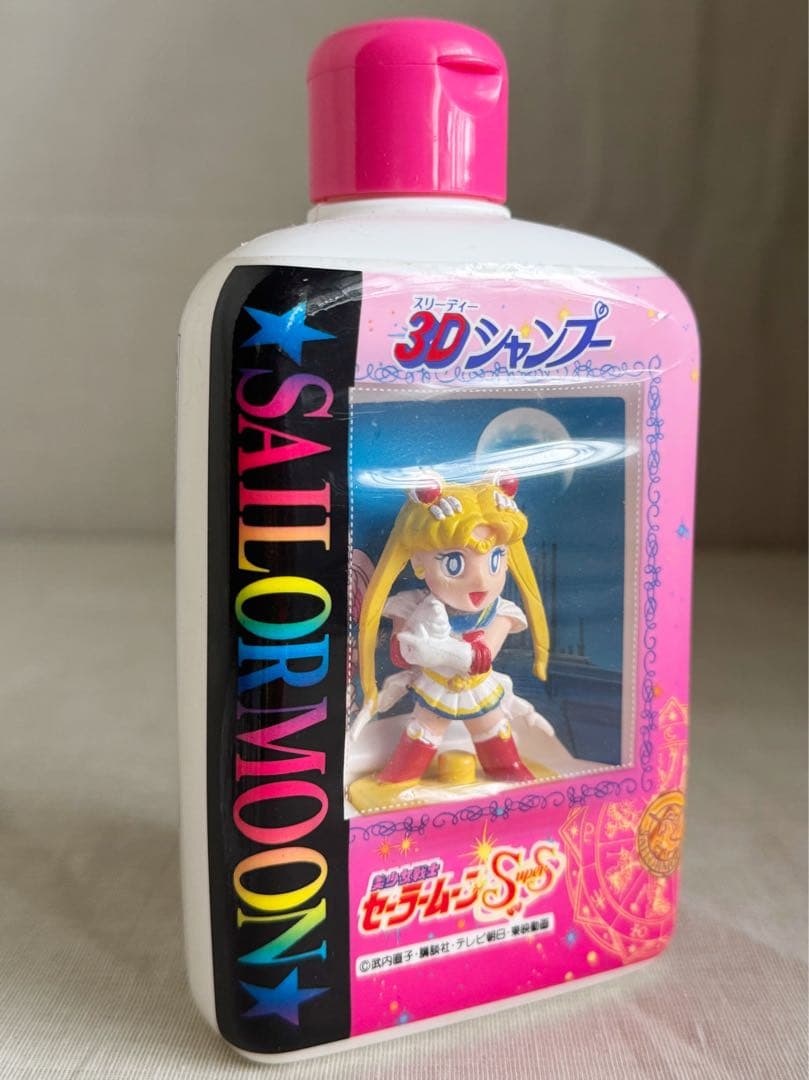 スリーディー
3Dシャンプー
★SAILORMOON★
美少女戦士
セーラームーンSuperS
©武内直子・講談社・テレビ朝日・東映動画